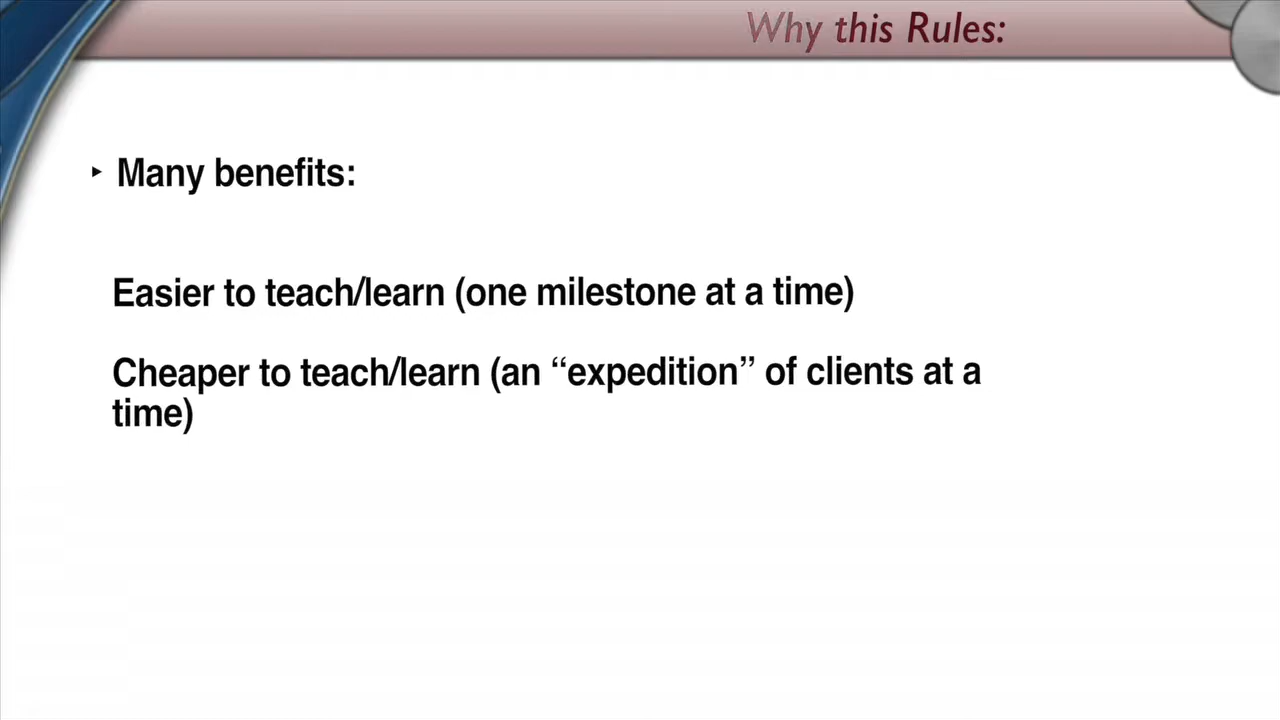 Why this Rules:
‣ Many benefits:
Easier to teach/learn (one milestone at a time)
Cheaper to teach/learn (an “expedition” of clients at a
time)